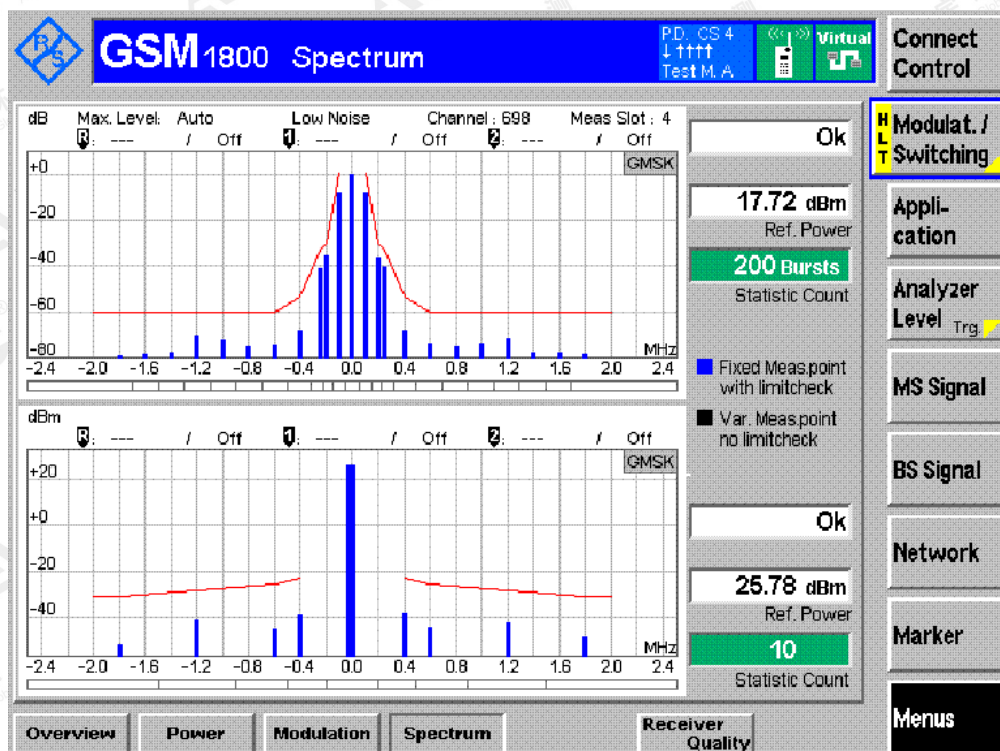 R S
GSM 1800 Spectrum
P.D. CS 4
↓ ↑↑↑↑
Test M. A
Virtual
Connect Control
dB Max. Level: Auto Low Noise Channel : 698 Meas Slot : 4
R : --- / Off 1 : --- / Off 2 : --- / Off
GMSK
+0
-20
-40
-60
-80
MHz
-2.4 -2.0 -1.6 -1.2 -0.8 -0.4 0.0 0.4 0.8 1.2 1.6 2.0 2.4
Ok
17.72 dBm
Ref. Power
200 Bursts
Statistic Count
Fixed Meas.point
with limitcheck
Var. Meas.point
no limitcheck
dBm
R : --- / Off 1 : --- / Off 2 : --- / Off
GMSK
+20
+0
-20
-40
MHz
-2.4 -2.0 -1.6 -1.2 -0.8 -0.4 0.0 0.4 0.8 1.2 1.6 2.0 2.4
Ok
25.78 dBm
Ref. Power
10
Statistic Count
HLT
Modulat. /
Switching
Appli-
cation
Analyzer
Level Trg.
MS Signal
BS Signal
Network
Marker
Menus
Overview Power Modulation Spectrum Receiver
Quality